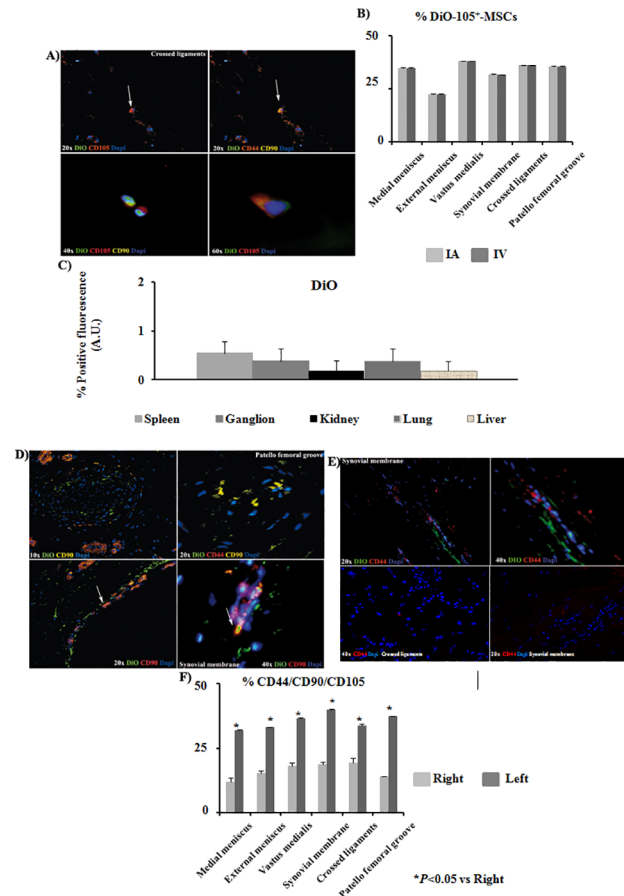 A)
Crossed ligaments
20x DiO CD105 Dapi
20x DiO CD44 CD90 Dapi
40x DiO CD105 CD90 Dapi
60x DiO CD105 Dapi
B)
% DiO-105+-MSCs
50
25
0
Medial meniscus
External meniscus
Vastus medialis
Synovial membrane
Crossed ligaments
Patello femoral groove
IA
IV
C)
DiO
% Positive fluorescence
(A.U.)
2
1
0
Spleen
Ganglion
Kidney
Lung
Liver
D)
Patello femoral groove
10x DiO CD90 Dapi
20x DiO CD44 CD90 Dapi
20x DiO CD90 Dapi
Synovial membrane
40x DiO CD90 Dapi
E)
Synovial membrane
20x DIO CD44 Dapi
40x DIO CD44 Dapi
40x CD44 Dapi Crossed ligaments
20x CD44 Dapi Synovial membrane
F)
% CD44/CD90/CD105
50
25
0
* * * * * *
Medial meniscus
External meniscus
Vastus medialis
Synovial membrane
Crossed ligaments
Patello femoral groove
Right
Left
*P<0.05 vs Right